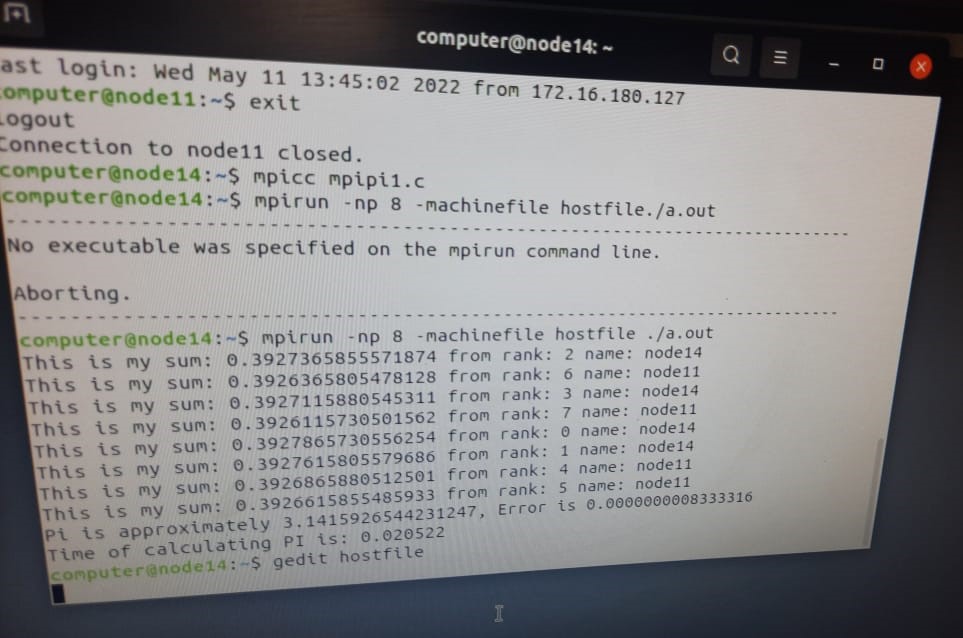 computer@node14: ~
ast login: Wed May 11 13:45:02 2022 from 172.16.180.127
omputer@node11:~$ exit
logout
Connection to node11 closed.
computer@node14:~$ mpicc mpipi1.c
computer@node14:~$ mpirun -np 8 -machinefile hostfile./a.out
--------------------------------------------------------------------------
No executable was specified on the mpirun command line.
Aborting.
--------------------------------------------------------------------------
computer@node14:~$ mpirun -np 8 -machinefile hostfile ./a.out
This is my sum: 0.3927365855571874 from rank: 2 name: node14
This is my sum: 0.3926365805478128 from rank: 6 name: node11
This is my sum: 0.3927115880545311 from rank: 3 name: node14
This is my sum: 0.3926115730501562 from rank: 7 name: node11
This is my sum: 0.3927865730556254 from rank: 0 name: node14
This is my sum: 0.3927615805579686 from rank: 1 name: node14
This is my sum: 0.3926865880512501 from rank: 4 name: node11
This is my sum: 0.3926615855485933 from rank: 5 name: node11
Pi is approximately 3.1415926544231247, Error is 0.0000000008333316
Time of calculating PI is: 0.020522
computer@node14:~$ gedit hostfile